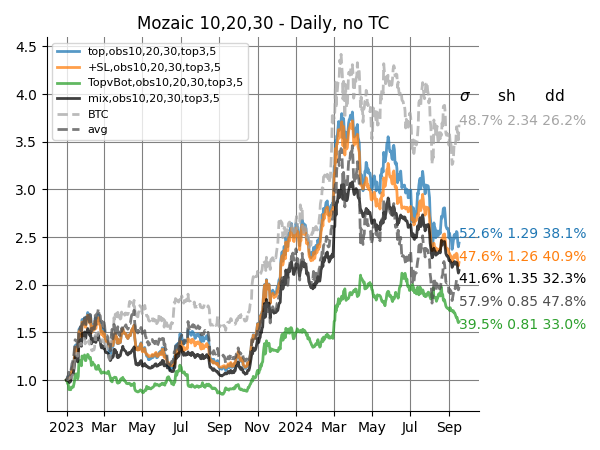 Mozaic 10,20,30 - Daily, no TC
top,obs10,20,30,top3,5
+SL,obs10,20,30,top3,5
TopvBot,obs10,20,30,top3,5
mix,obs10,20,30,top3,5
BTC
avg
4.5
4.0
3.5
3.0
2.5
2.0
1.5
1.0
σ sh dd
48.7% 2.34 26.2%
52.6% 1.29 38.1%
47.6% 1.26 40.9%
41.6% 1.35 32.3%
57.9% 0.85 47.8%
39.5% 0.81 33.0%
2023 Mar May Jul Sep Nov 2024 Mar May Jul Sep